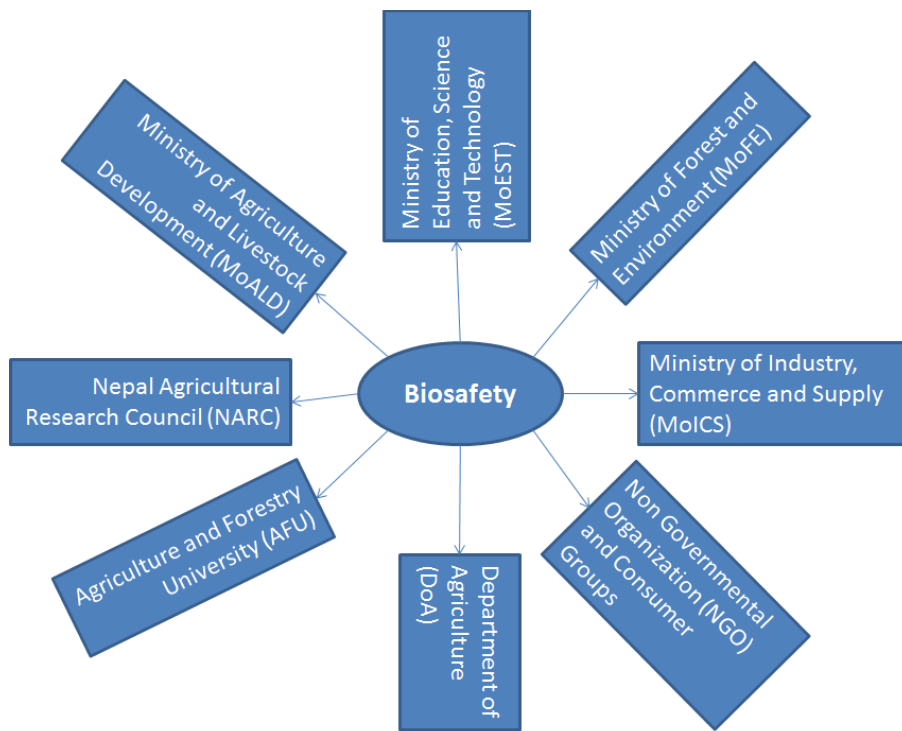 Ministry of
Education, Science
and Technology
(MoEST)
Ministry of Forest and
Environment (MoFE)
Ministry of Industry,
Commerce and Supply
(MoICS)
Non Governmental
Organization (NGO)
and Consumer
Groups
Department of
Agriculture
(DoA)
Agriculture and Forestry
University (AFU)
Nepal Agricultural
Research Council (NARC)
Ministry of Agriculture
and Livestock
Development (MoALD)
Biosafety